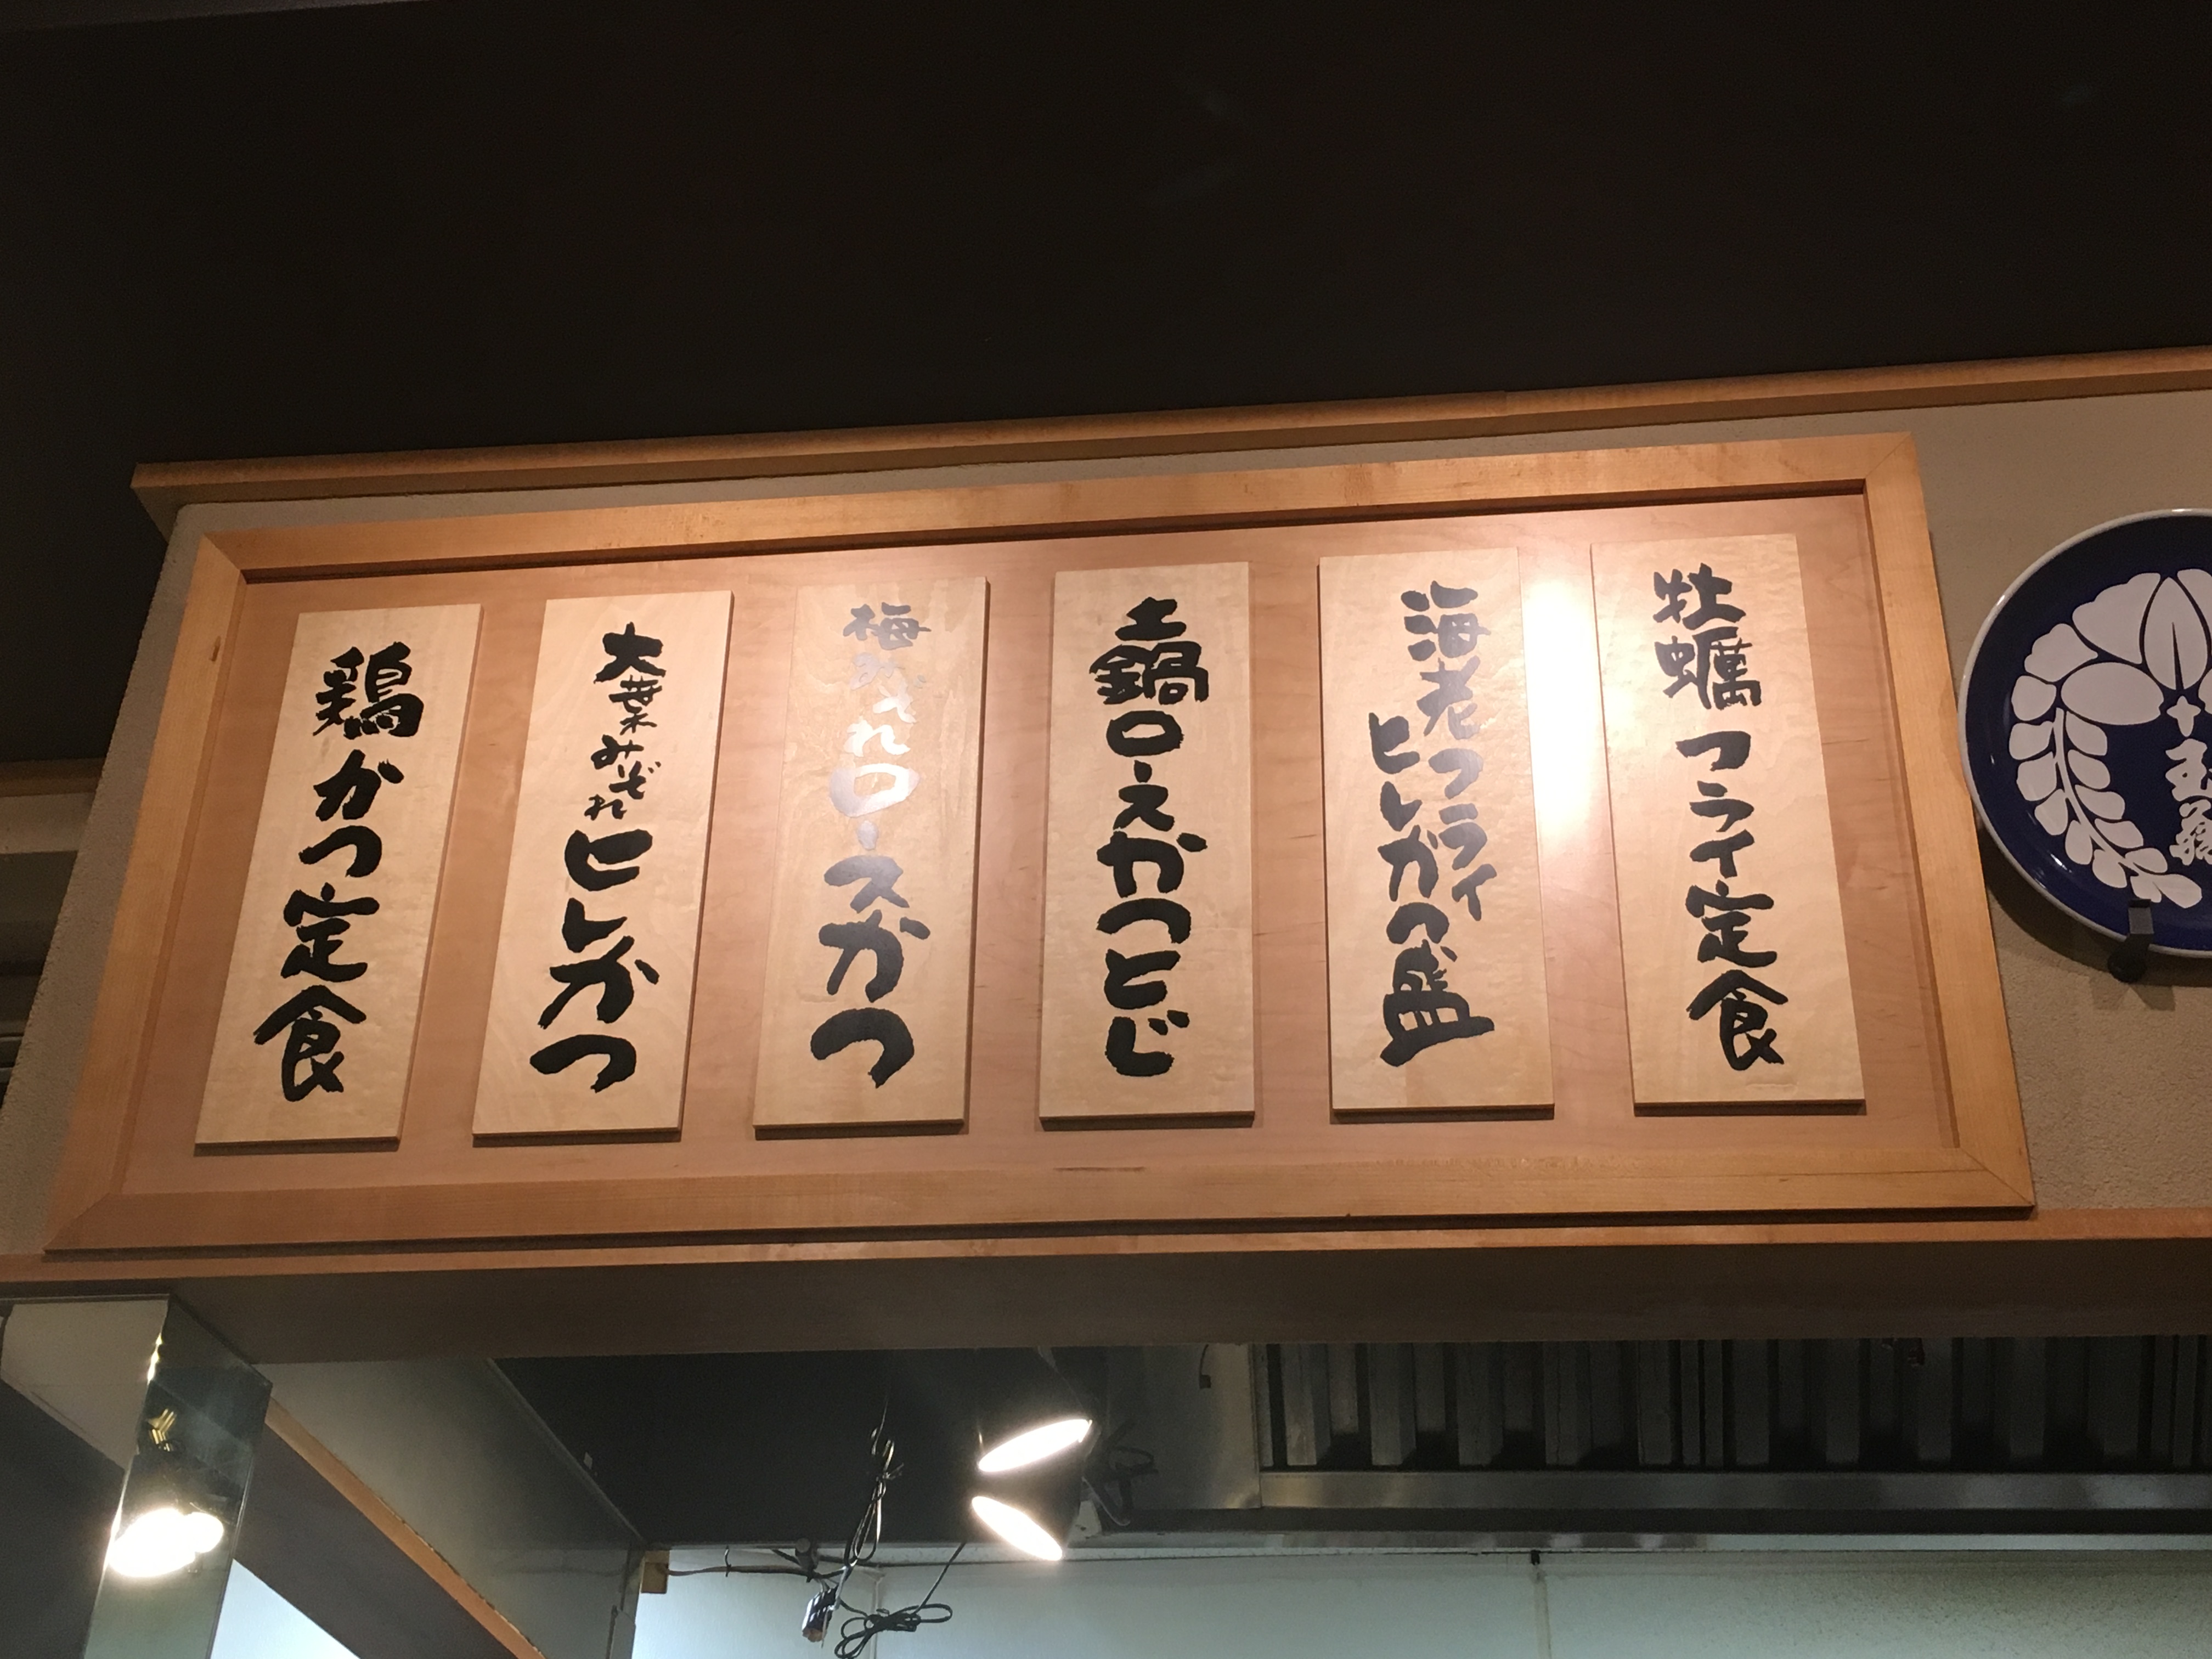 牡蠣フライ定食
海老フライ
ヒレかつ盛
土鍋ロースかつとじ
梅みぞれロースかつ
大葉みぞれヒレかつ
鶏かつ定食
玉藤